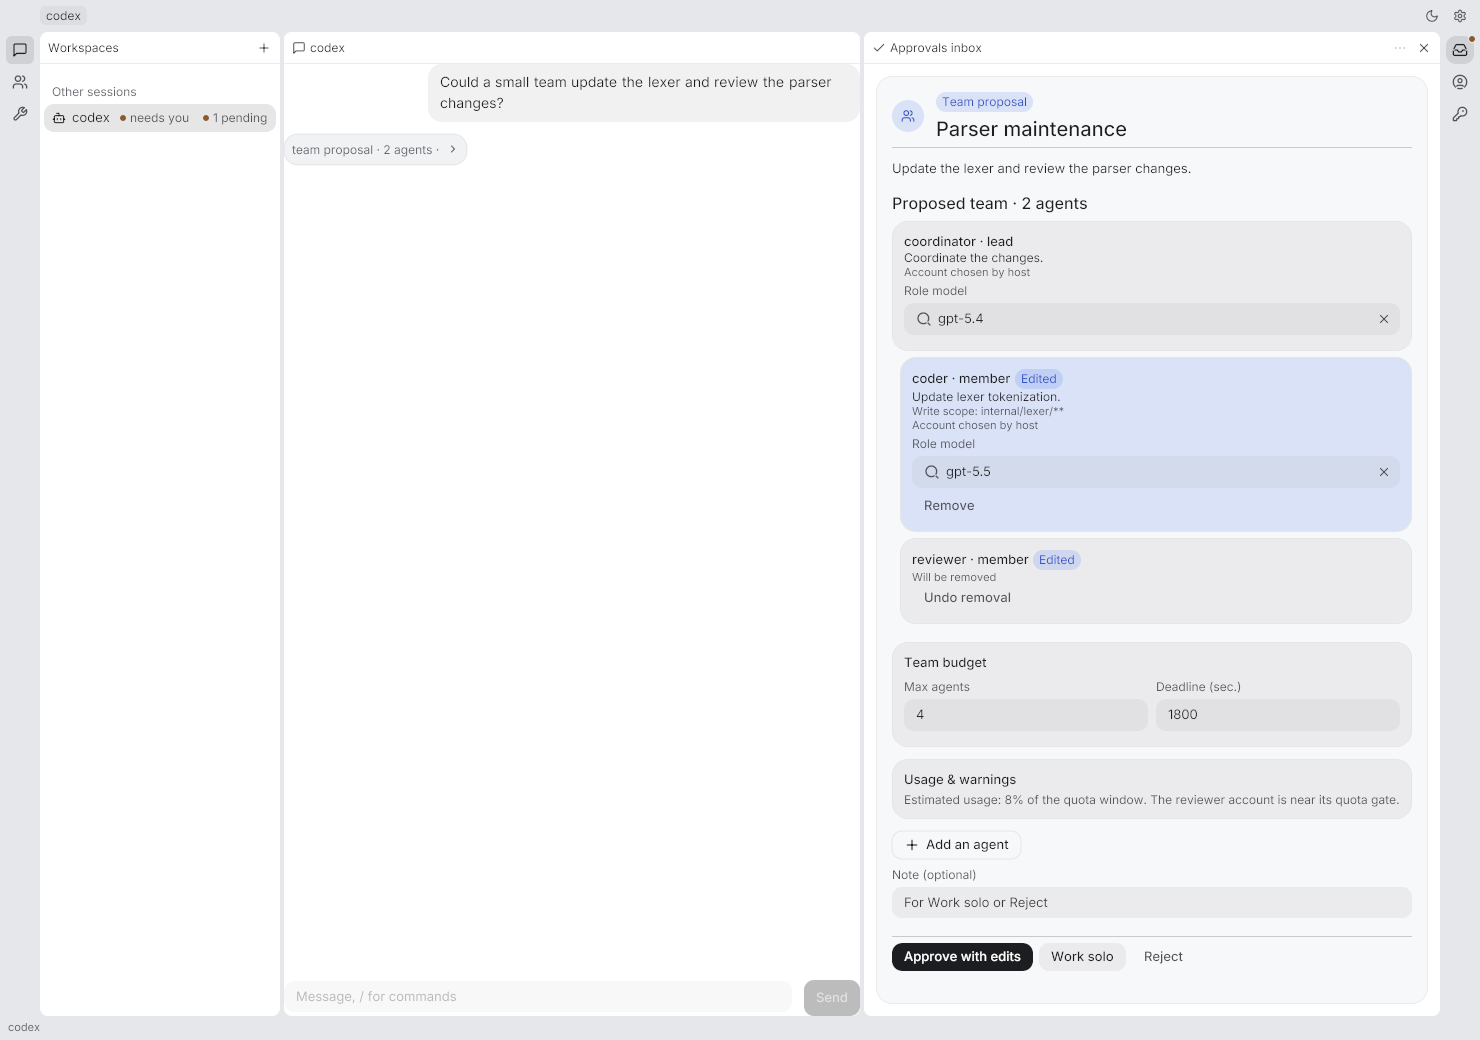 codex
Workspaces
Other sessions
codex needs you 1 pending
codex
Could a small team update the lexer and review the parser
changes?
team proposal · 2 agents ·
Message, / for commands
Send
Approvals inbox
Team proposal
Parser maintenance
Update the lexer and review the parser changes.
Proposed team · 2 agents
coordinator · lead
Coordinate the changes.
Account chosen by host
Role model
gpt-5.4
coder · member Edited
Update lexer tokenization.
Write scope: internal/lexer/**
Account chosen by host
Role model
gpt-5.5
Remove
reviewer · member Edited
Will be removed
Undo removal
Team budget
Max agents Deadline (sec.)
4 1800
Usage & warnings
Estimated usage: 8% of the quota window. The reviewer account is near its quota gate.
Add an agent
Note (optional)
For Work solo or Reject
Approve with edits Work solo Reject
codex